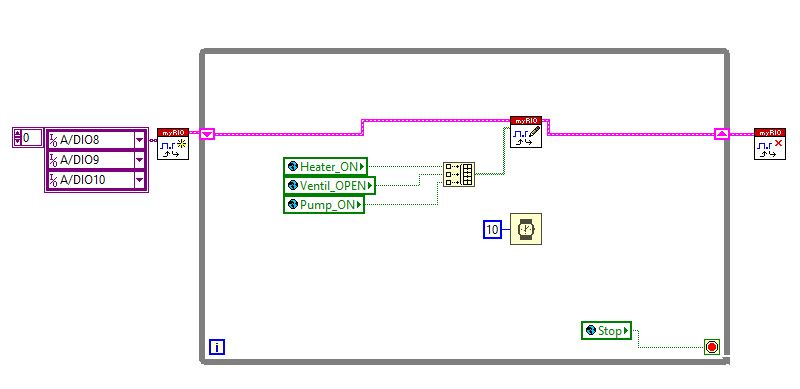 0
A/DIO8
A/DIO9
A/DIO10
myRIO
myRIO
myRIO
Heater_ON
Ventil_OPEN
Pump_ON
10
Stop
i